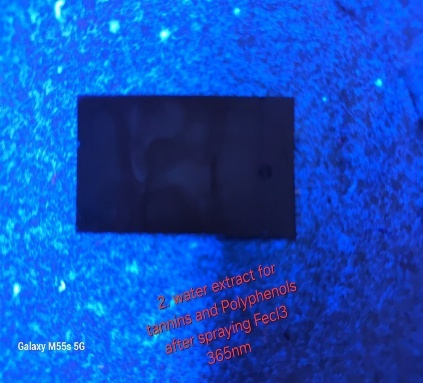 2. water extract for
tannins and Polyphenols
after spraying Fecl3
365nm
Galaxy M55s 5G